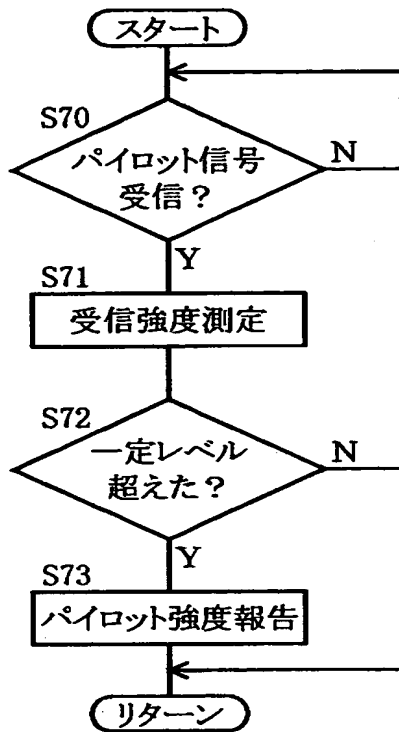 スタート
S70
パイロット信号
受信？
N
Y
S71
受信強度測定
S72
一定レベル
超えた？
N
Y
S73
パイロット強度報告
リターン